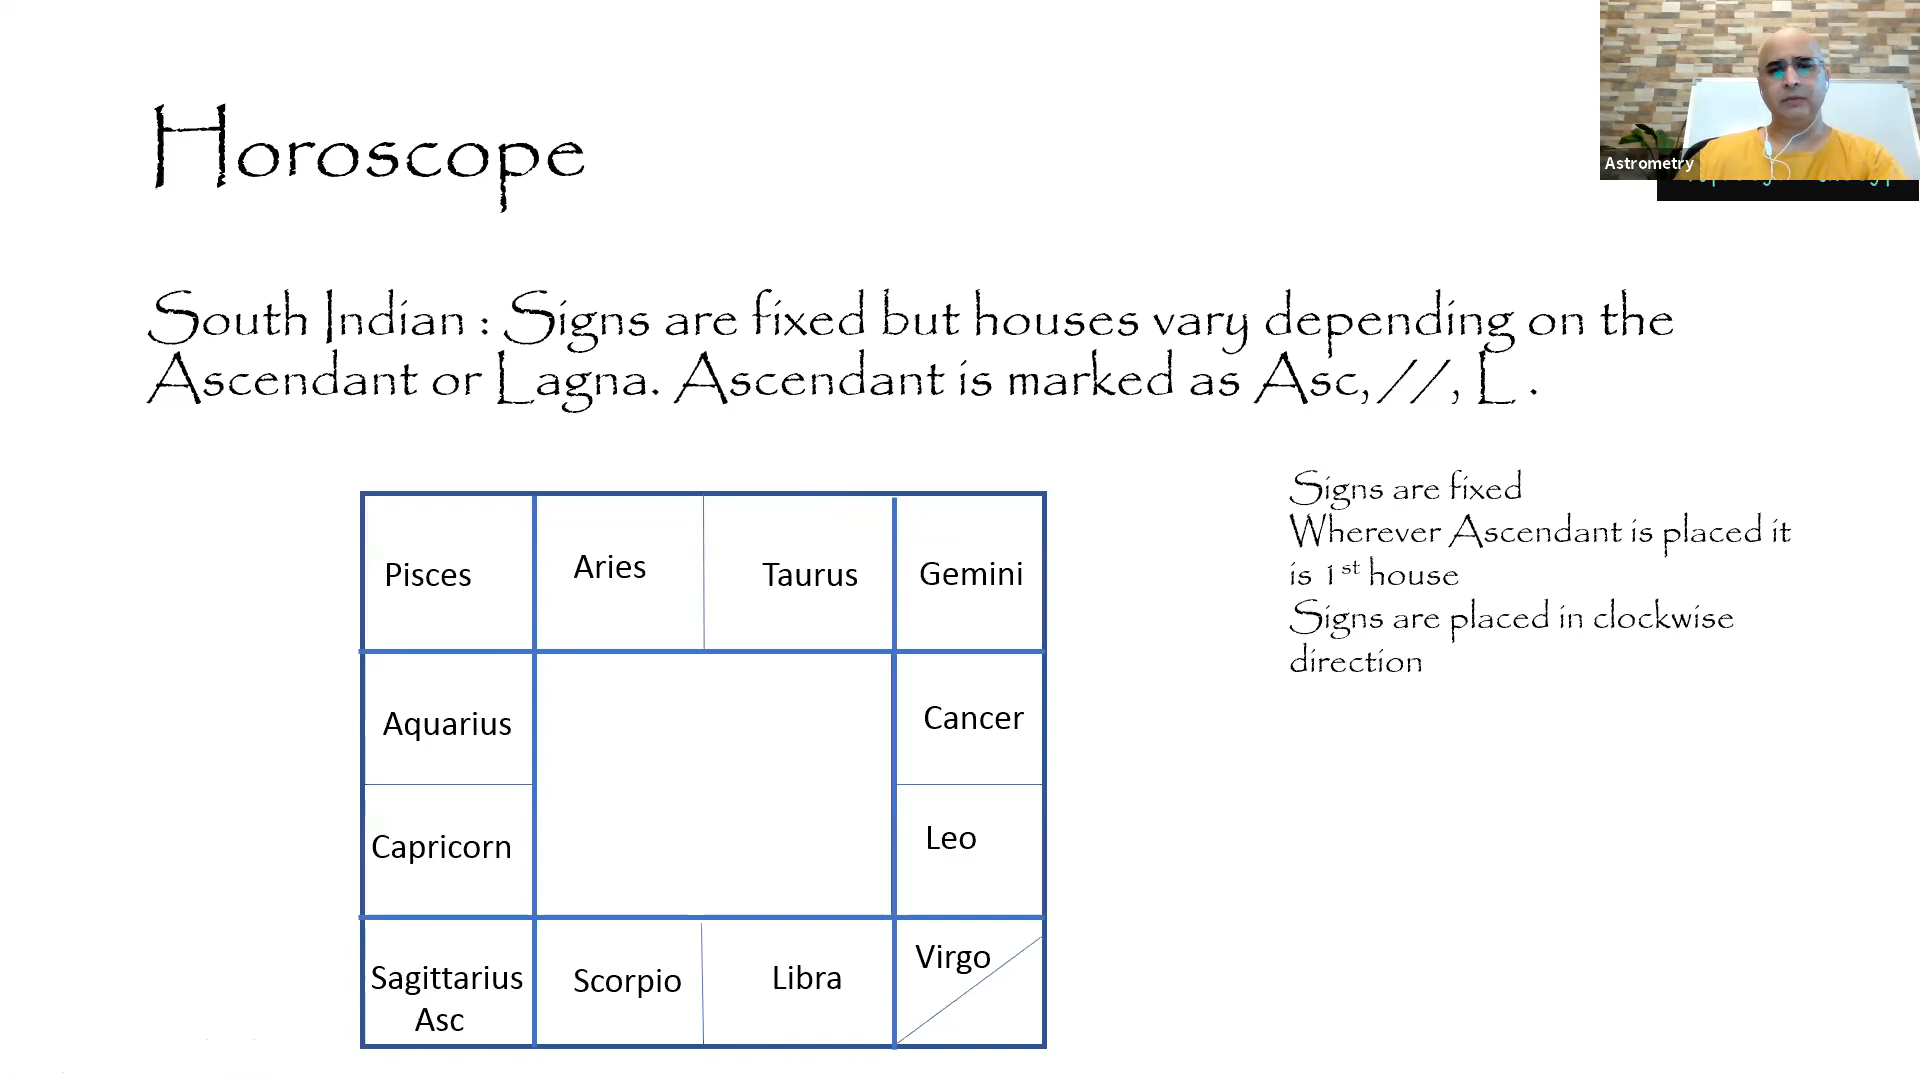 Horoscope
Astrometry
South Indian : Signs are fixed but houses vary depending on the
Ascendant or Lagna. Ascendant is marked as Asc, //, L .
Signs are fixed
Wherever Ascendant is placed it
is 1st house
Signs are placed in clockwise
direction
Pisces
Aries
Taurus
Gemini
Aquarius
Cancer
Capricorn
Leo
Sagittarius
Asc
Scorpio
Libra
Virgo